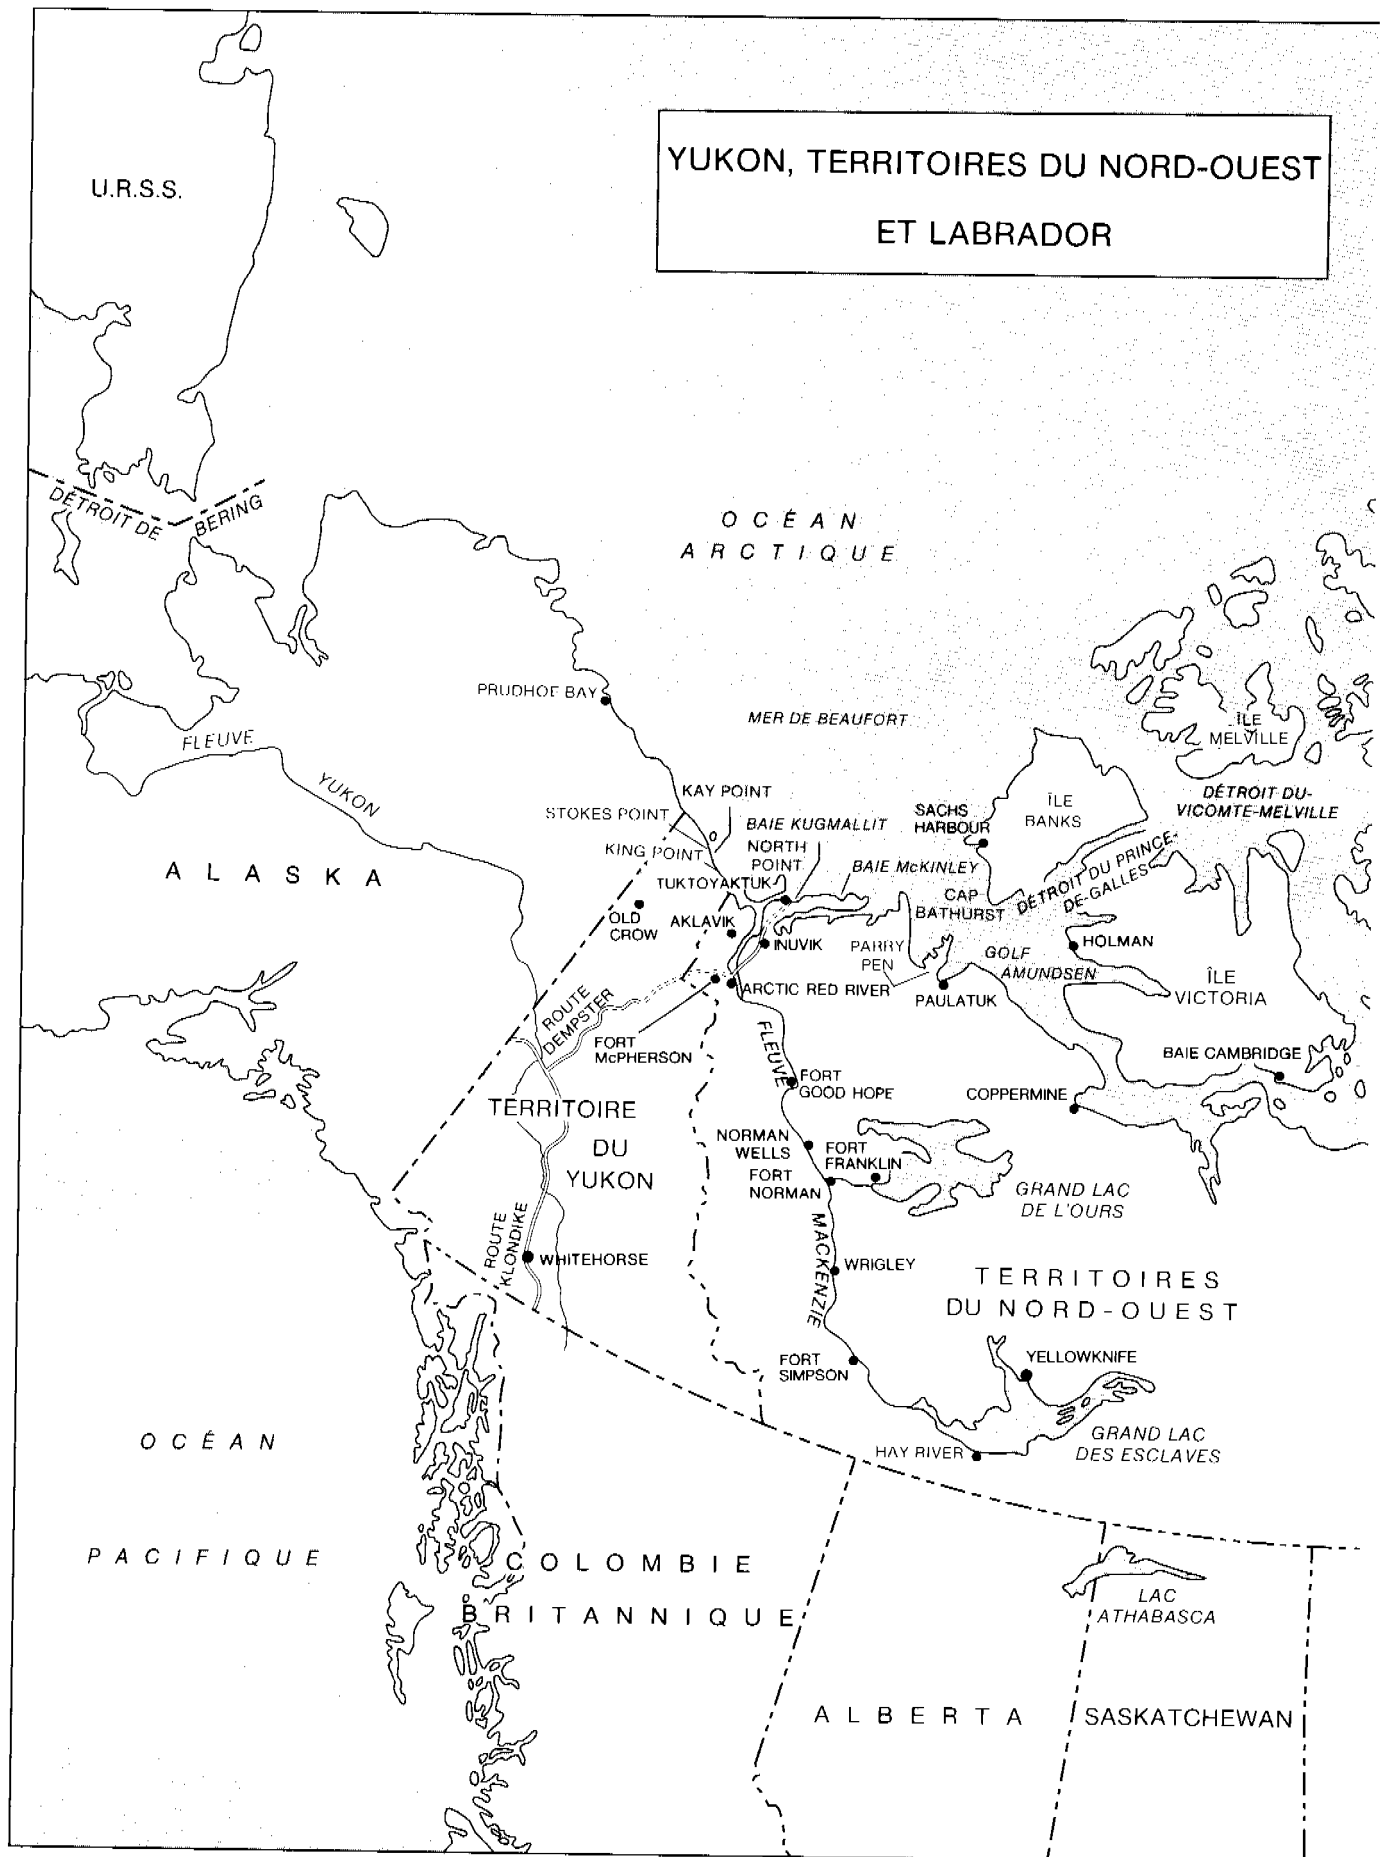 YUKON, TERRITOIRES DU NORD-OUEST
ET LABRADOR
U.R.S.S.
DÉTROIT DE BERING
OCÉAN
ARCTIQUE
PRUDHOE BAY
MER DE BEAUFORT
ÎLE
MELVILLE
FLEUVE
YUKON
KAY POINT
STOKES POINT
KING POINT
BAIE KUGMALLIT
NORTH
POINT
BAIE McKINLEY
TUKTOYAKTUK
SACHS
HARBOUR
ÎLE
BANKS
DÉTROIT DU-
VICOMTE-MELVILLE
DÉTROIT DU PRINCE-
DE-GALLES
ALASKA
OLD
CROW
AKLAVIK
INUVIK
CAP
BATHURST
PARRY
PEN
GOLF
AMUNDSEN
HOLMAN
ÎLE
VICTORIA
ARCTIC RED RIVER
PAULATUK
ROUTE
DEMPSTER
FORT
McPHERSON
FLEUVE
BAIE CAMBRIDGE
FORT
GOOD HOPE
COPPERMINE
TERRITOIRE
DU
YUKON
NORMAN
WELLS
FORT
FRANKLIN
FORT
NORMAN
GRAND LAC
DE L'OURS
ROUTE
KLONDIKE
WHITEHORSE
MACKENZIE
WRIGLEY
TERRITOIRES
DU NORD-OUEST
FORT
SIMPSON
YELLOWKNIFE
HAY RIVER
GRAND LAC
DES ESCLAVES
OCÉAN
PACIFIQUE
COLOMBIE
BRITANNIQUE
LAC
ATHABASCA
ALBERTA
SASKATCHEWAN